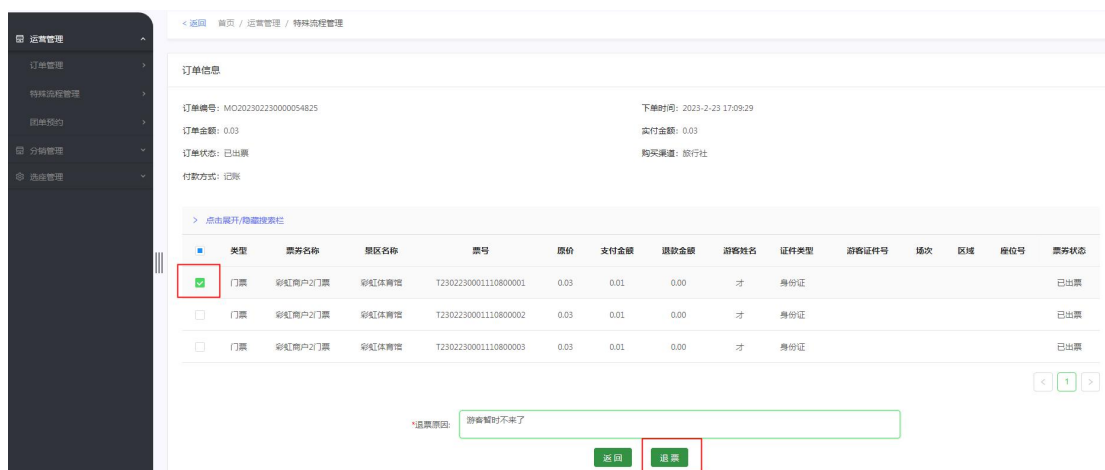 < 返回 首页 / 运营管理 / 特殊流程管理
运营管理
订单管理
特殊流程管理
团单预约
分销管理
选座管理
订单信息
订单编号：MO202302230000054825 下单时间：2023-2-23 17:09:29
订单金额：0.03 实付金额：0.03
订单状态：已出票 购买渠道：旅行社
付款方式：记账
> 点击展开/隐藏搜索栏
类型 票券名称 景区名称 票号 原价 支付金额 退款金额 游客姓名 证件类型 游客证件号 场次 区域 座位号 票券状态
门票 彩虹商户2门票 彩虹体育馆 T2302230001110800001 0.03 0.01 0.00 才 身份证 已出票
门票 彩虹商户2门票 彩虹体育馆 T2302230001110800002 0.03 0.01 0.00 才 身份证 已出票
门票 彩虹商户2门票 彩虹体育馆 T2302230001110800003 0.03 0.01 0.00 才 身份证 已出票
< 1 >
*退票原因: 游客暂时不来了
返回 退票